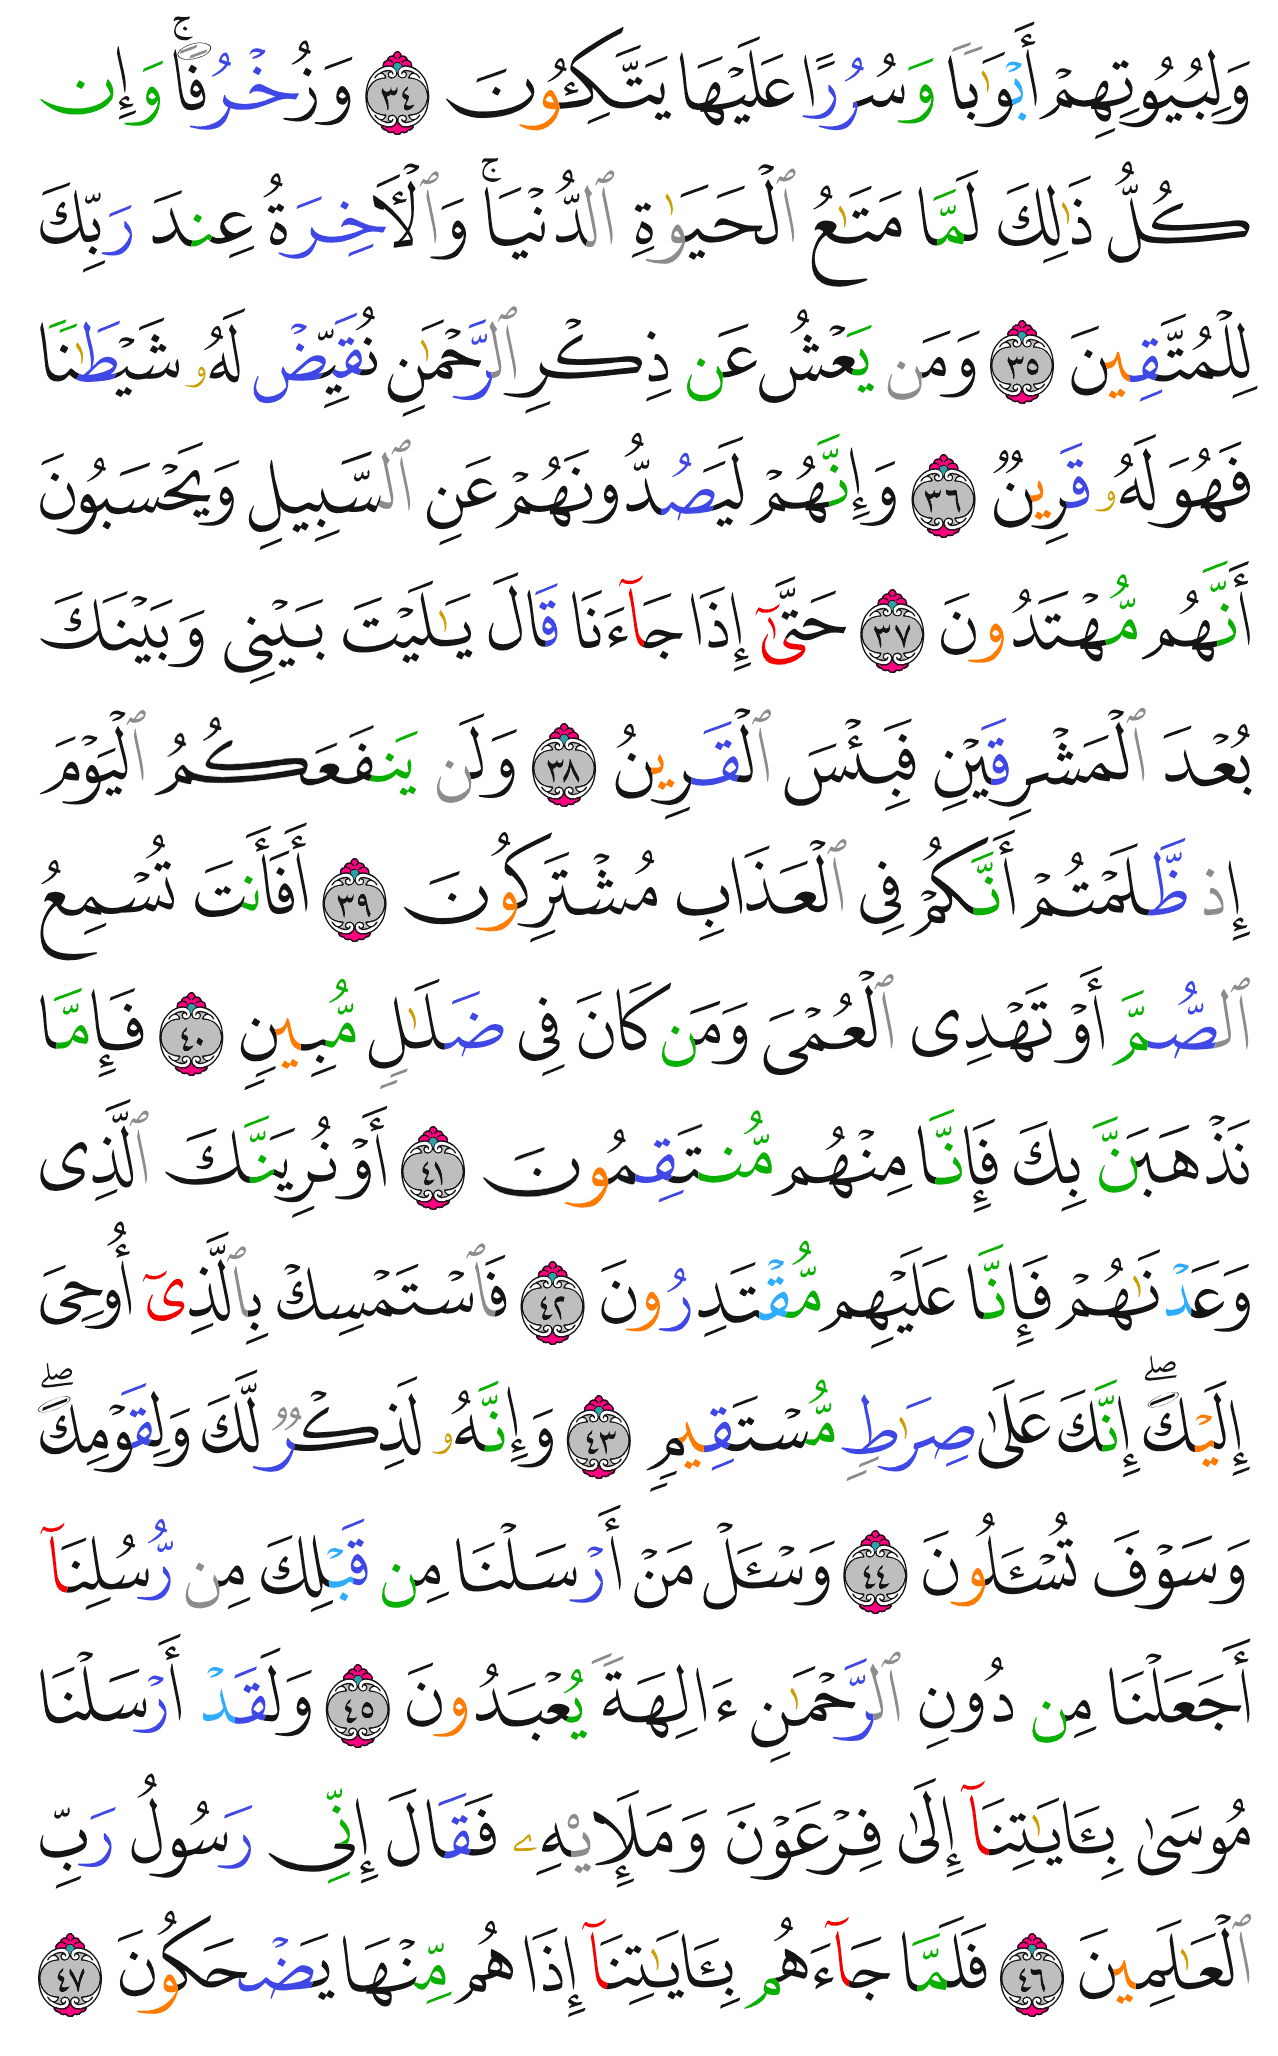 وَلِبُيُوتِهِمْ أَبْوَٰبًا وَسُرُرًا عَلَيْهَا يَتَّكِـُٔونَ ٣٤ وَزُخْرُفًا ۚ وَإِن
كُلُّ ذَٰلِكَ لَمَّا مَتَـٰعُ ٱلْحَيَوٰةِ ٱلدُّنْيَا ۚ وَٱلْـَٔاخِرَةُ عِندَ رَبِّكَ
لِلْمُتَّقِينَ ٣٥ وَمَن يَعْشُ عَن ذِكْرِ ٱلرَّحْمَـٰنِ نُقَيِّضْ لَهُۥ شَيْطَـٰنًا
فَهُوَ لَهُۥ قَرِينٌ ٣٦ وَإِنَّهُمْ لَيَصُدُّونَهُمْ عَنِ ٱلسَّبِيلِ وَيَحْسَبُونَ
أَنَّهُم مُّهْتَدُونَ ٣٧ حَتَّىٰٓ إِذَا جَآءَنَا قَالَ يَـٰلَيْتَ بَيْنِى وَبَيْنَكَ
بُعْدَ ٱلْمَشْرِقَيْنِ فَبِئْسَ ٱلْقَرِينُ ٣٨ وَلَن يَنفَعَكُمُ ٱلْيَوْمَ
إِذ ظَّلَمْتُمْ أَنَّكُمْ فِى ٱلْعَذَابِ مُشْتَرِكُونَ ٣٩ أَفَأَنتَ تُسْمِعُ
ٱلصُّمَّ أَوْ تَهْدِى ٱلْعُمْىَ وَمَن كَانَ فِى ضَلَـٰلٍ مُّبِينٍ ٤٠ فَإِمَّا
نَذْهَبَنَّ بِكَ فَإِنَّا مِنْهُم مُّنتَقِمُونَ ٤١ أَوْ نُرِيَنَّكَ ٱلَّذِى
وَعَدْنَـٰهُمْ فَإِنَّا عَلَيْهِم مُّقْتَدِرُونَ ٤٢ فَٱسْتَمْسِكْ بِٱلَّذِىٓ أُوحِىَ
إِلَيْكَ ۖ إِنَّكَ عَلَىٰ صِرَٰطٍ مُّسْتَقِيمٍ ٤٣ وَإِنَّهُۥ لَذِكْرٌ لَّكَ وَلِقَوْمِكَ ۖ
وَسَوْفَ تُسْـَٔلُونَ ٤٤ وَسْـَٔلْ مَنْ أَرْسَلْنَا مِن قَبْلِكَ مِن رُّسُلِنَآ
أَجَعَلْنَا مِن دُونِ ٱلرَّحْمَـٰنِ ءَالِهَةً يُعْبَدُونَ ٤٥ وَلَقَدْ أَرْسَلْنَا
مُوسَىٰ بِـَٔايَـٰتِنَآ إِلَىٰ فِرْعَوْنَ وَمَلَإِي۟هِۦ فَقَالَ إِنِّى رَسُولُ رَبِّ
ٱلْعَـٰلَمِينَ ٤٦ فَلَمَّا جَآءَهُم بِـَٔايَـٰتِنَآ إِذَا هُم مِّنْهَا يَضْحَكُونَ ٤٧